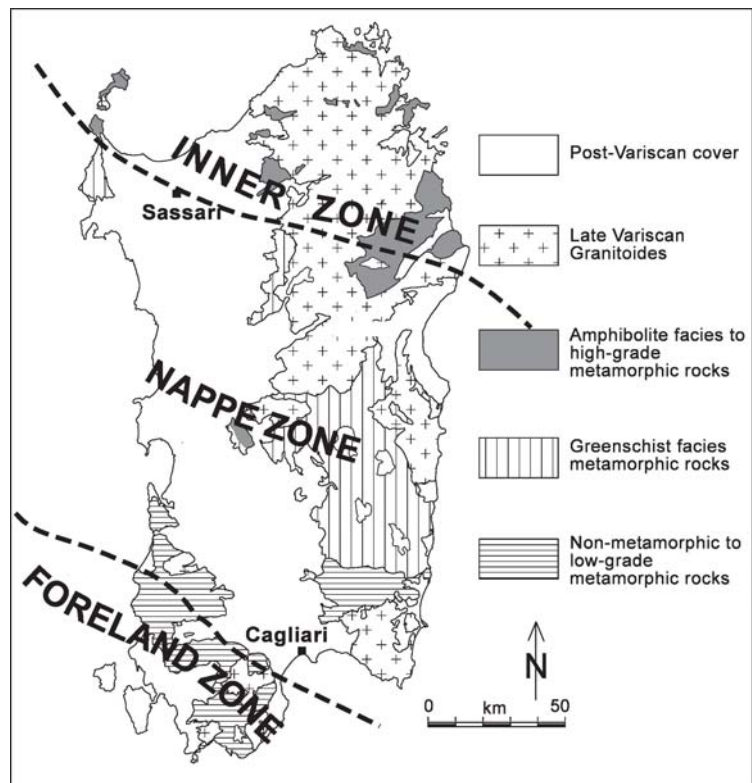 INNER ZONE
Sassari
NAPPE ZONE
FORELAND ZONE
Cagliari
Post-Variscan cover
Late Variscan
Granitoides
Amphibolite facies to
high-grade
metamorphic rocks
Greenschist facies
metamorphic rocks
Non-metamorphic to
low-grade
metamorphic rocks
N
0 km 50